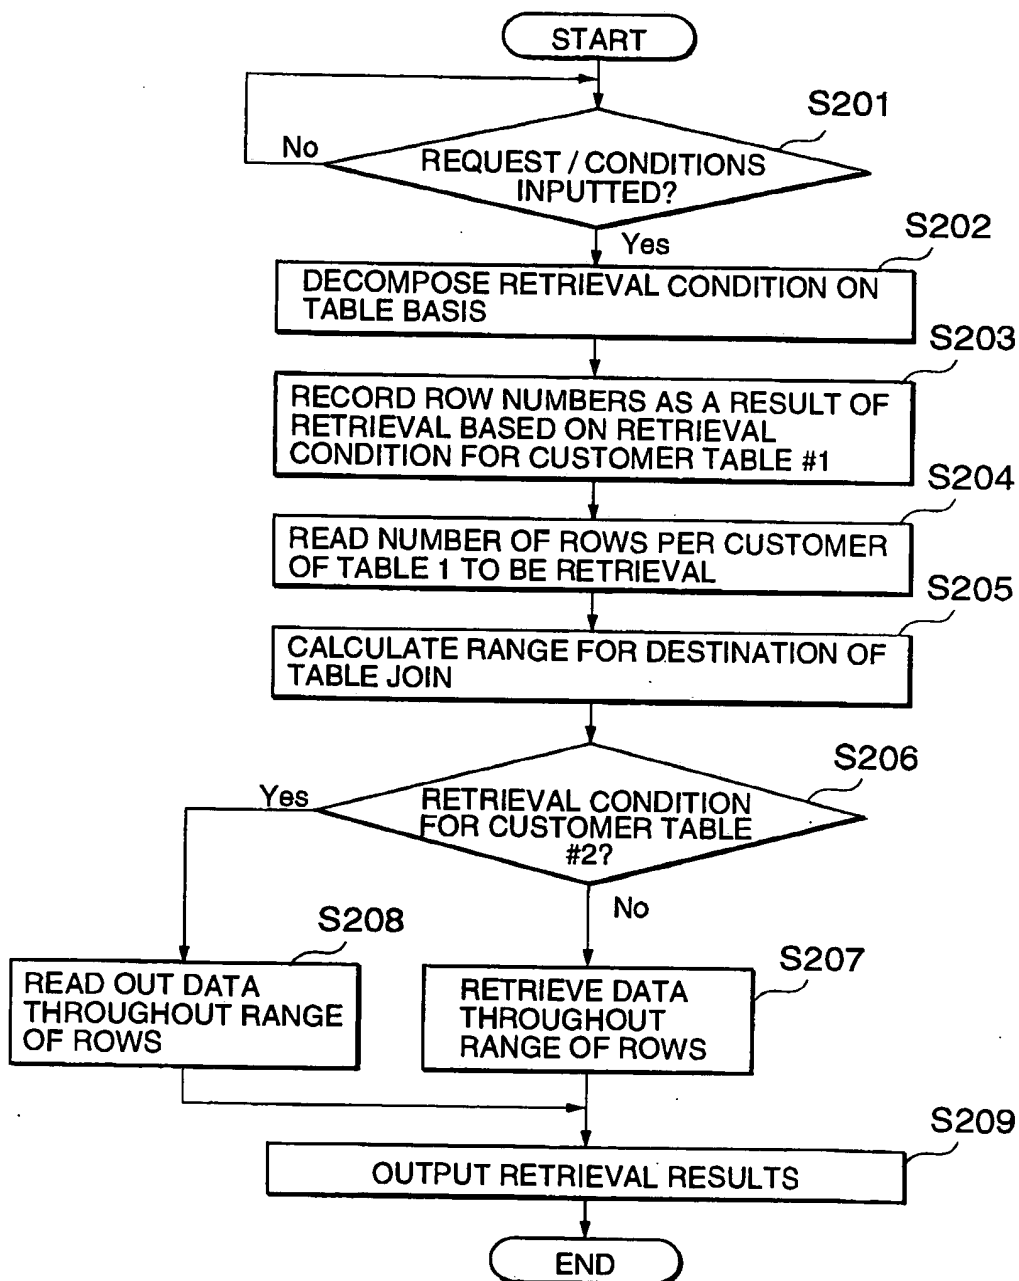 START
S201
No
REQUEST / CONDITIONS
INPUTTED?
Yes
S202
DECOMPOSE RETRIEVAL CONDITION ON
TABLE BASIS
S203
RECORD ROW NUMBERS AS A RESULT OF
RETRIEVAL BASED ON RETRIEVAL
CONDITION FOR CUSTOMER TABLE #1
S204
READ NUMBER OF ROWS PER CUSTOMER
OF TABLE 1 TO BE RETRIEVAL
S205
CALCULATE RANGE FOR DESTINATION OF
TABLE JOIN
S206
Yes
RETRIEVAL CONDITION
FOR CUSTOMER TABLE
#2?
No
S208
READ OUT DATA
THROUGHOUT RANGE
OF ROWS
S207
RETRIEVE DATA
THROUGHOUT
RANGE OF ROWS
S209
OUTPUT RETRIEVAL RESULTS
END